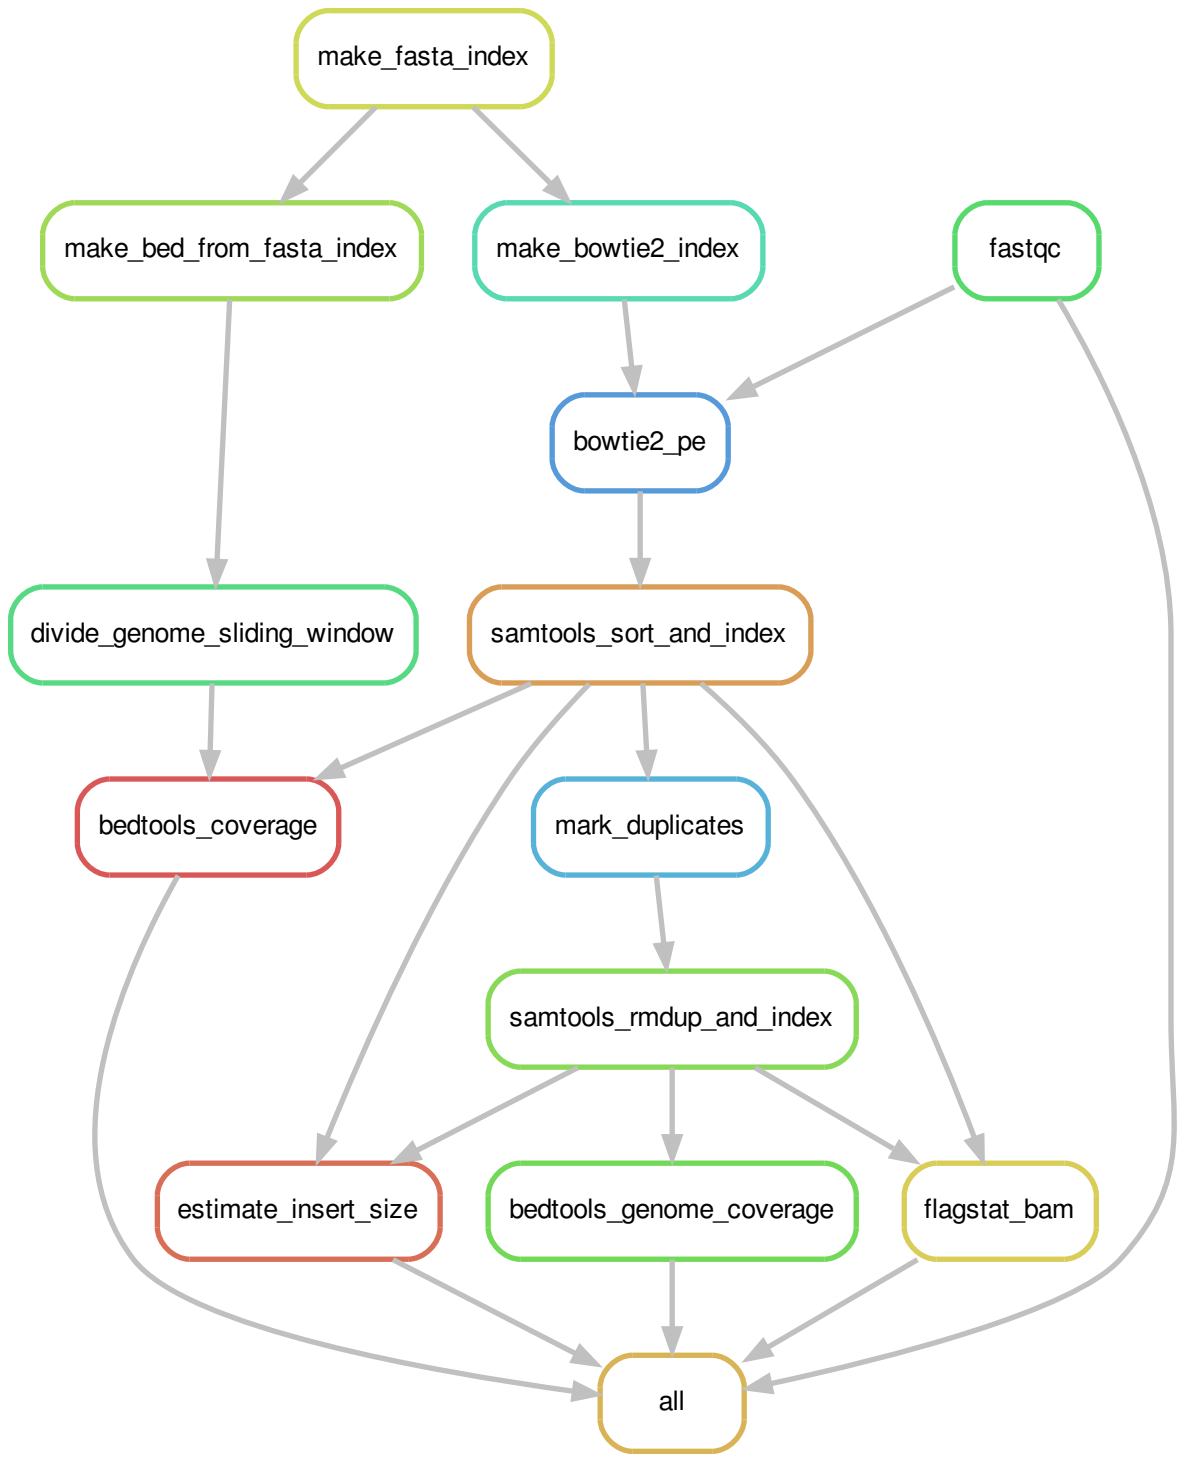 make_fasta_index
make_bed_from_fasta_index
make_bowtie2_index
fastqc
bowtie2_pe
divide_genome_sliding_window
samtools_sort_and_index
bedtools_coverage
mark_duplicates
samtools_rmdup_and_index
estimate_insert_size
bedtools_genome_coverage
flagstat_bam
all